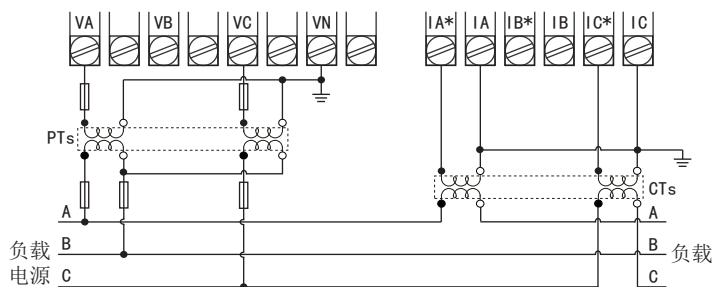 VA VB VC VN IA* IA IB* IB IC* IC
PTs
CTs
A A
负载 B B 负载
电源 C C